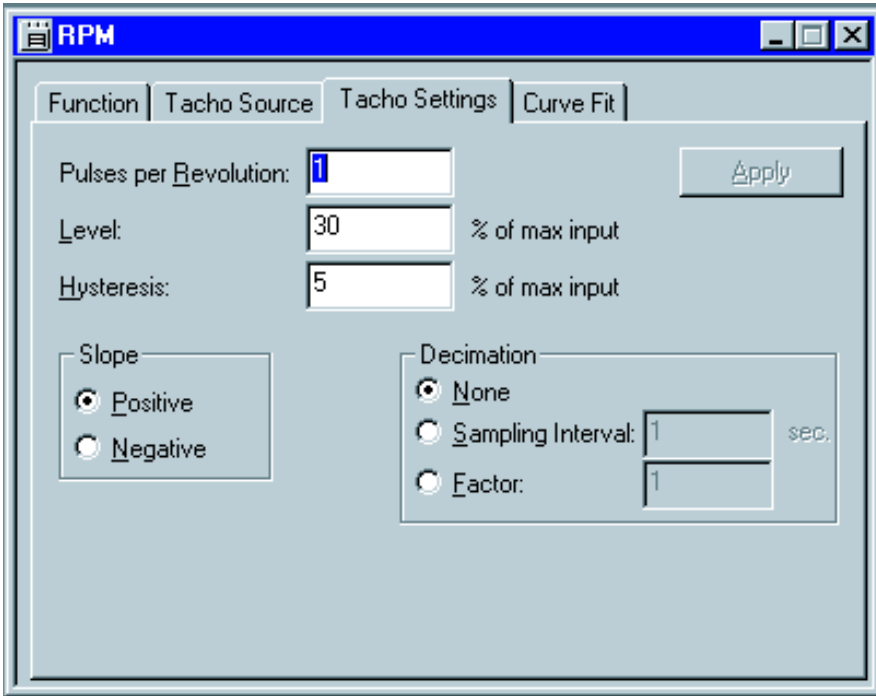 RPM
Function Tacho Source Tacho Settings Curve Fit
Pulses per Revolution: 1 Apply
Level: 30 % of max input
Hysteresis: 5 % of max input
Slope
Positive
Negative
Decimation
None
Sampling Interval: 1 sec.
Factor: 1